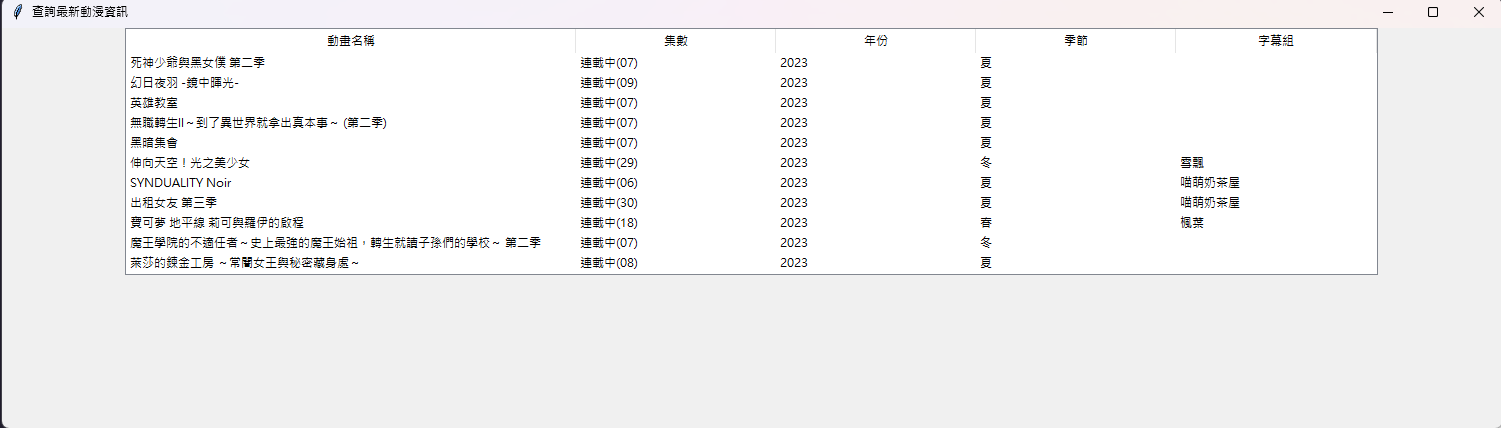 查詢最新動漫資訊
動畫名稱 集數 年份 季節 字幕組
死神少爺與黑女僕 第二季 連載中(07) 2023 夏
幻日夜羽 -鏡中暉光- 連載中(09) 2023 夏
英雄教室 連載中(07) 2023 夏
無職轉生II～到了異世界就拿出真本事～ (第二季) 連載中(07) 2023 夏
黑暗集會 連載中(07) 2023 夏
伸向天空！光之美少女 連載中(29) 2023 冬 雪飄
SYNDUALITY Noir 連載中(06) 2023 夏 喵萌奶茶屋
出租女友 第三季 連載中(30) 2023 夏 喵萌奶茶屋
寶可夢 地平線 莉可與羅伊的啟程 連載中(18) 2023 春 楓葉
魔王學院的不適任者～史上最強的魔王始祖，轉生就讀子孫們的學校～ 第二季 連載中(07) 2023 冬
萊莎的鍊金工房 ～常闇女王與秘密藏身處～ 連載中(08) 2023 夏